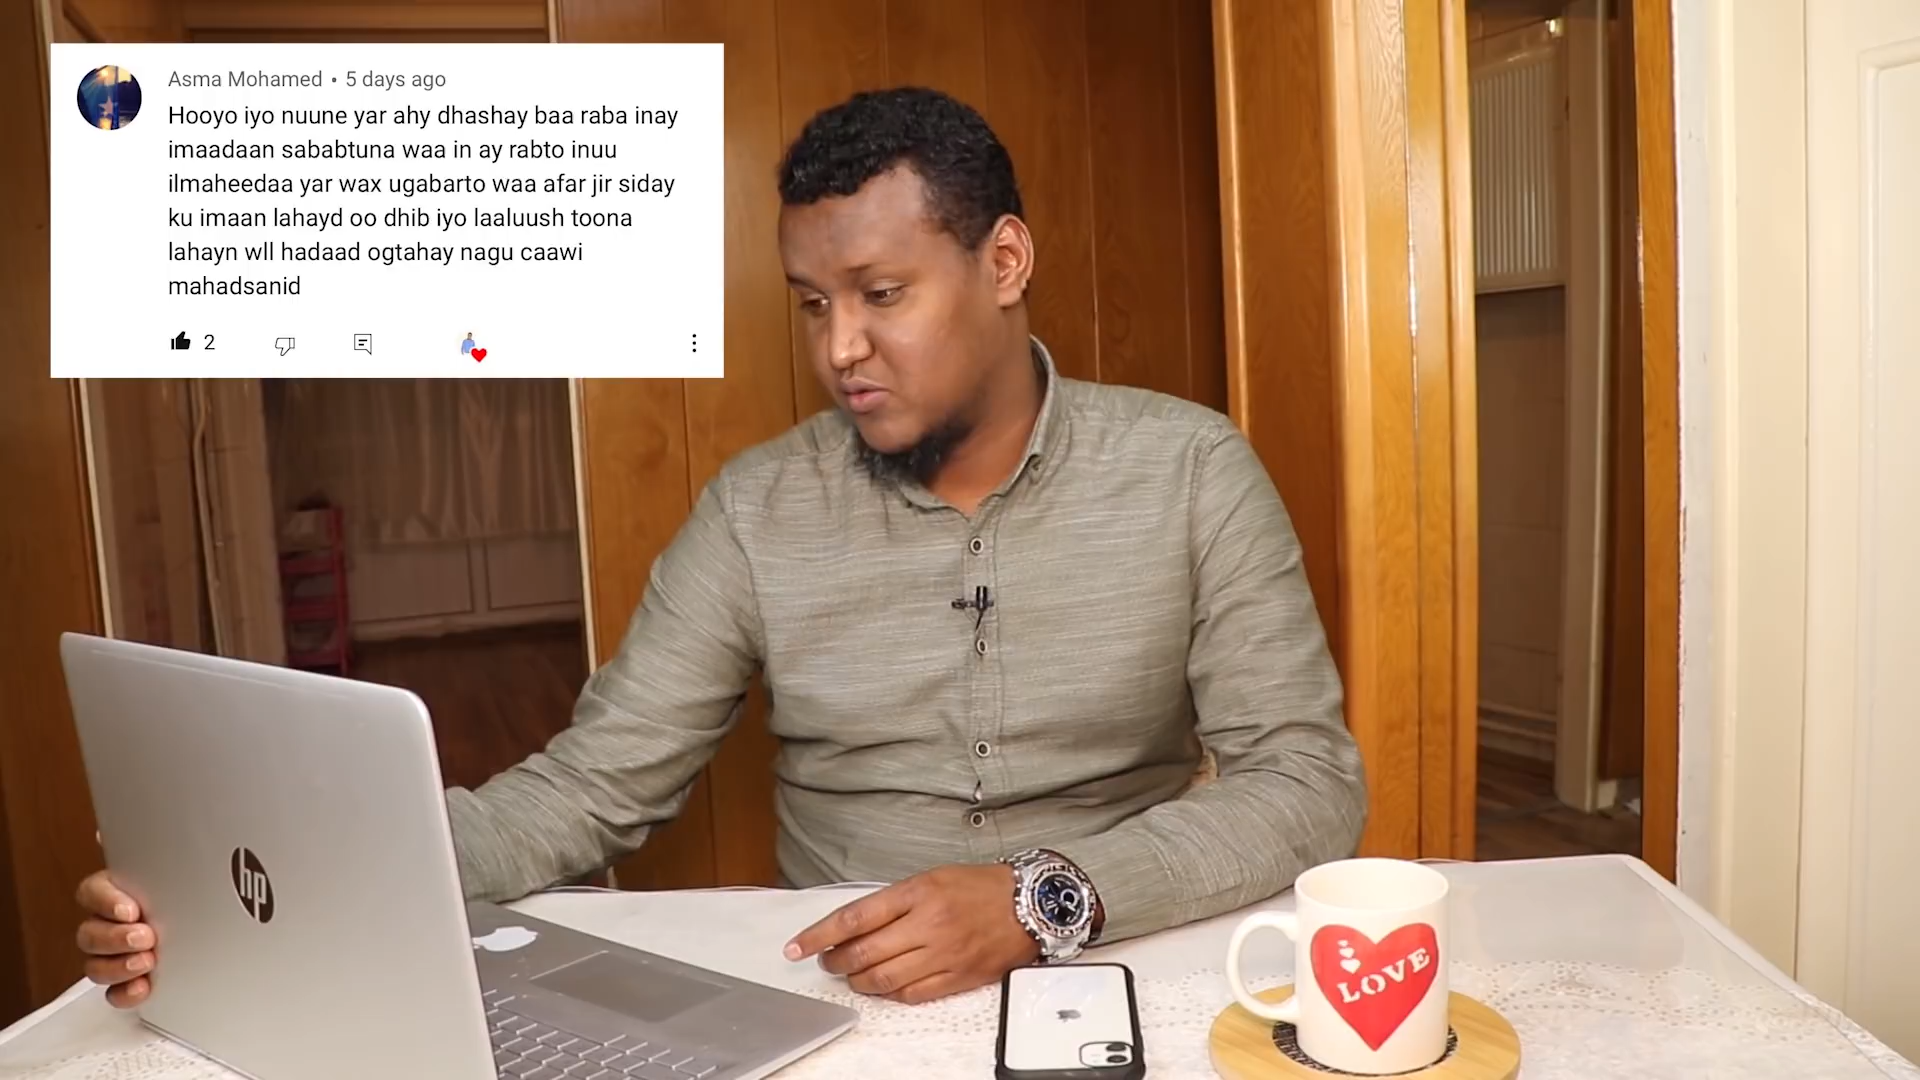 Asma Mohamed • 5 days ago
Hooyo iyo nuune yar ahy dhashay baa raba inay
imaadaan sababtuna waa in ay rabto inuu
ilmaheedaa yar wax ugabarto waa afar jir siday
ku imaan lahayd oo dhib iyo laaluush toona
lahayn wll hadaad ogtahay nagu caawi
mahadsanid
2
hp
LOVE